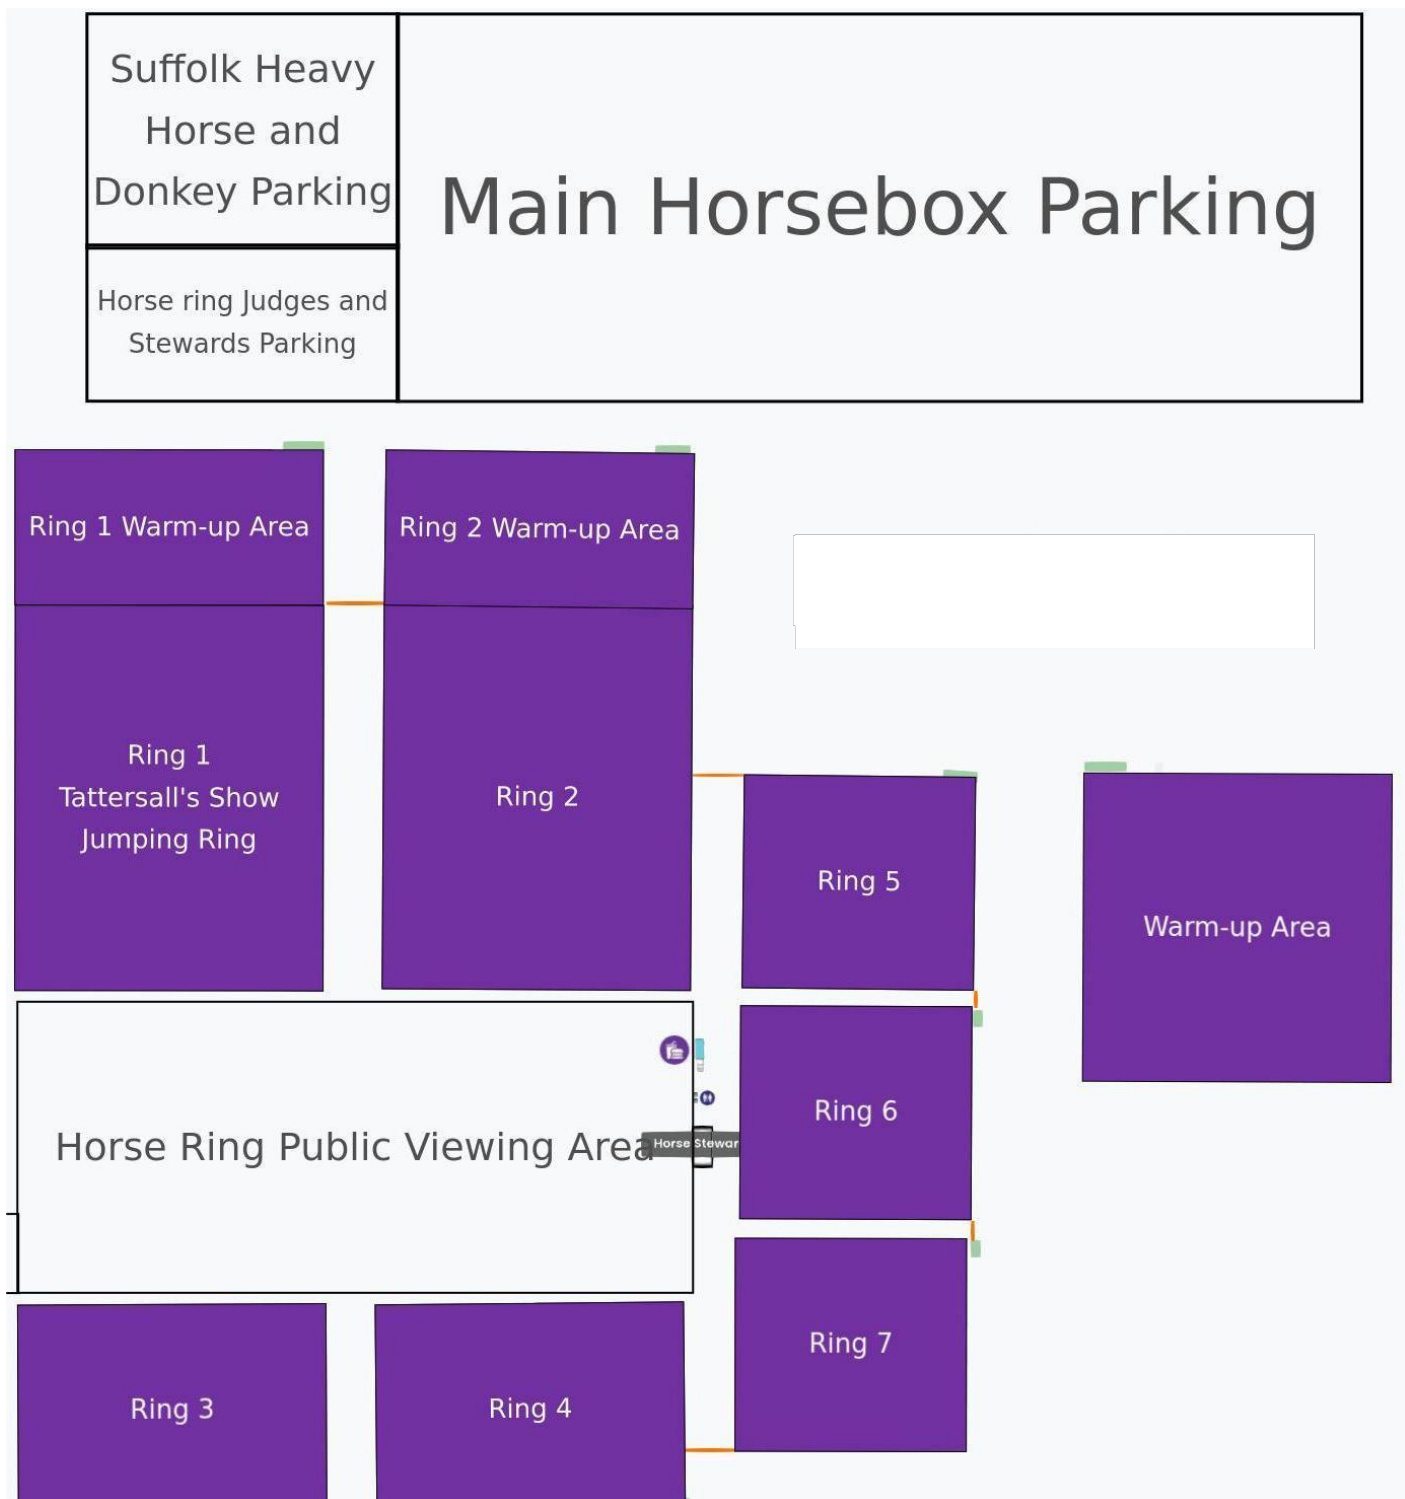 Suffolk Heavy
Horse and
Donkey Parking
Main Horsebox Parking
Horse ring Judges and
Stewards Parking
Ring 1 Warm-up Area
Ring 2 Warm-up Area
Ring 1
Tattersall's Show
Jumping Ring
Ring 2
Ring 5
Warm-up Area
Horse Ring Public Viewing Area
Horse Stewar
Ring 6
Ring 7
Ring 3
Ring 4